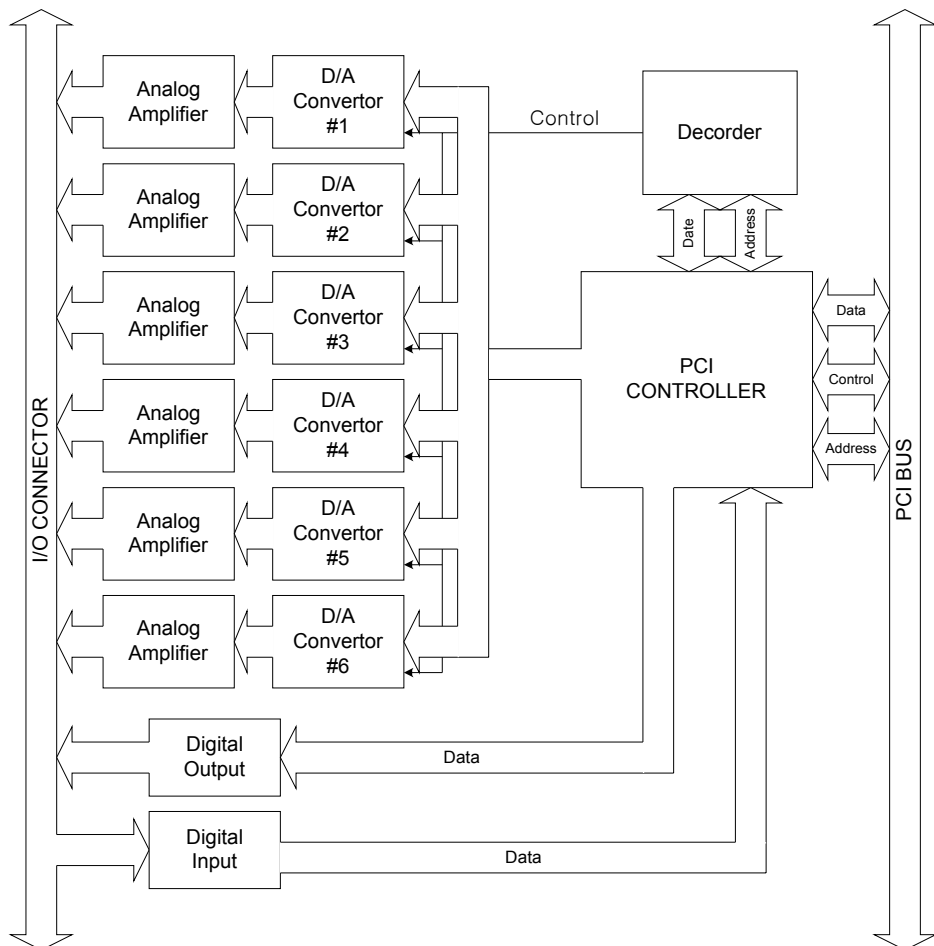 Analog
Amplifier
D/A
Convertor
#1
Control
Decorder
Analog
Amplifier
D/A
Convertor
#2
Date
Address
Analog
Amplifier
D/A
Convertor
#3
PCI
CONTROLLER
Data
Control
Address
Analog
Amplifier
D/A
Convertor
#4
I/O CONNECTOR
PCI BUS
Analog
Amplifier
D/A
Convertor
#5
Analog
Amplifier
D/A
Convertor
#6
Digital
Output
Data
Digital
Input
Data